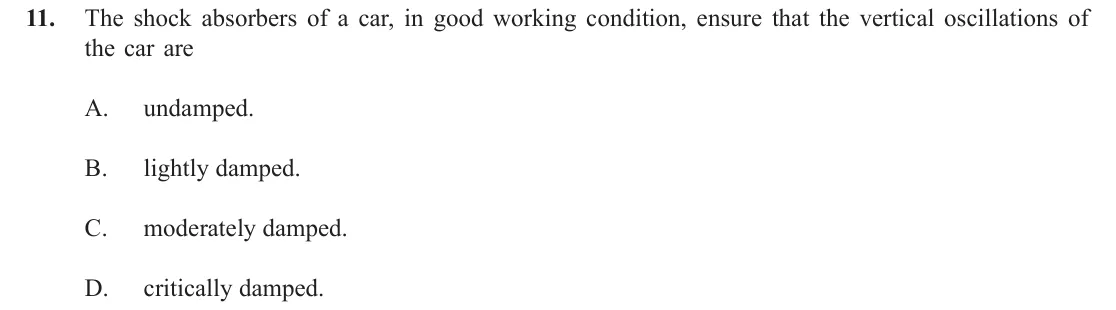 11. The shock absorbers of a car, in good working condition, ensure that the vertical oscillations of
the car are
A. undamped.
B. lightly damped.
C. moderately damped.
D. critically damped.